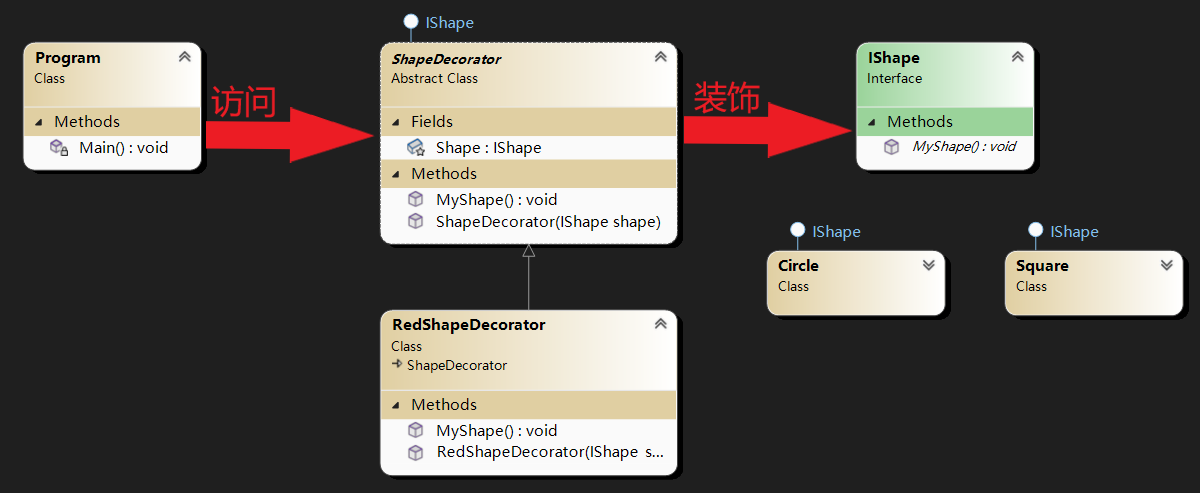 IShape
Program
Class
Methods
Main() : void
访问
ShapeDecorator
Abstract Class
Fields
Shape : IShape
Methods
MyShape() : void
ShapeDecorator(IShape shape)
装饰
IShape
Interface
Methods
MyShape() : void
IShape
Circle
Class
IShape
Square
Class
RedShapeDecorator
Class
ShapeDecorator
Methods
MyShape() : void
RedShapeDecorator(IShape s...